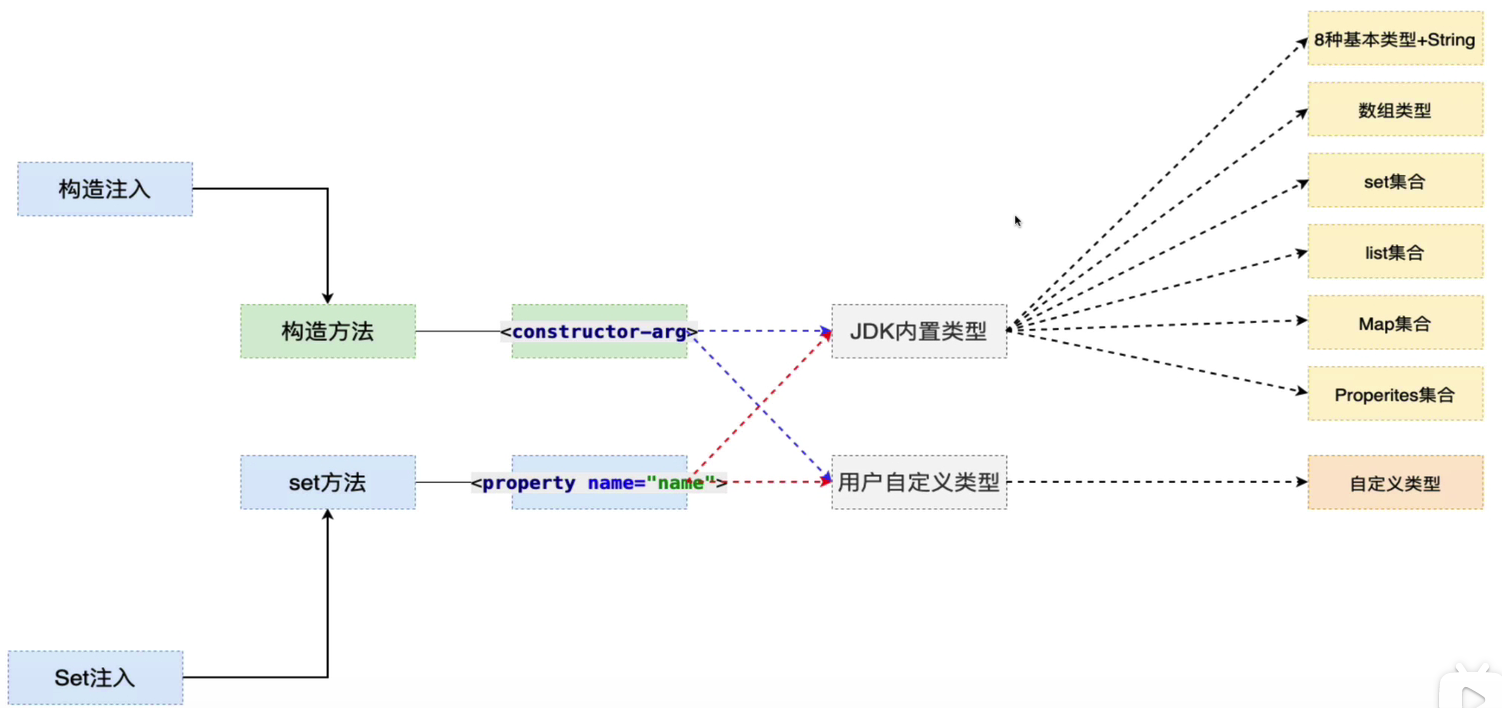 8种基本类型+String
数组类型
构造注入
set集合
list集合
构造方法
<constructor-arg>
JDK内置类型
Map集合
Properites集合
set方法
<property name="name">
用户自定义类型
自定义类型
Set注入